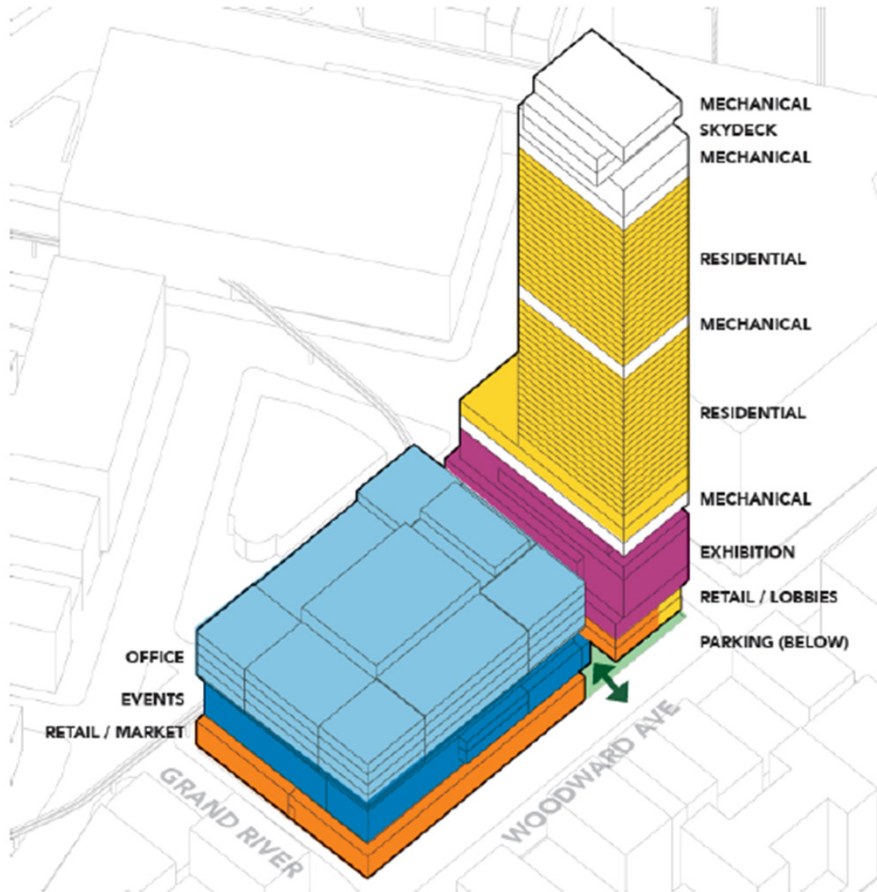 MECHANICAL
SKYDECK
MECHANICAL
RESIDENTIAL
MECHANICAL
RESIDENTIAL
MECHANICAL
EXHIBITION
RETAIL / LOBBIES
PARKING (BELOW)
OFFICE
EVENTS
RETAIL / MARKET
GRAND RIVER
WOODWARD AVE